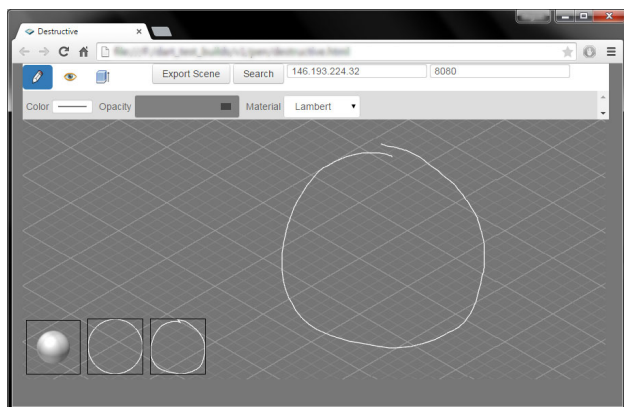 Destructive
Export Scene Search 146.193.224.32 8080
Color Opacity Material Lambert